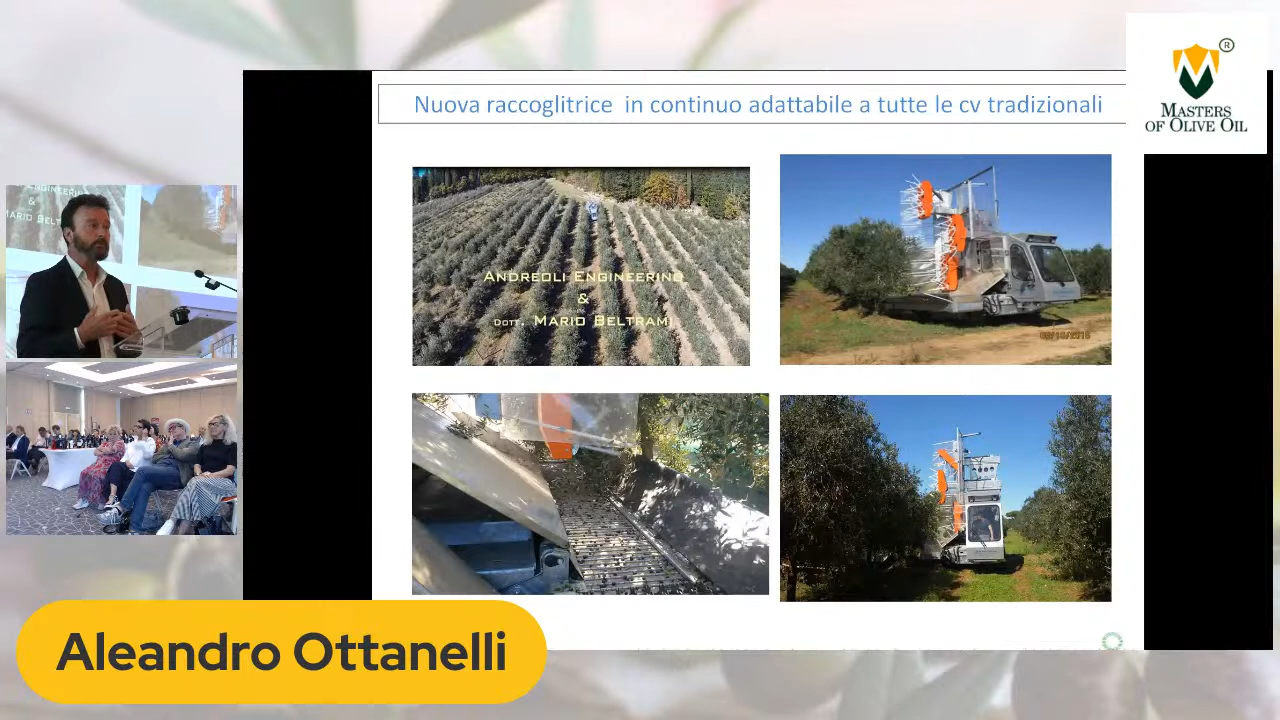 Nuova raccoglitrice in continuo adattabile a tutte le cv tradizionali
®
MASTERS
OF OLIVE OIL
ANDREOLI ENGINEERING
&
DOTT. MARIO BELTRAMI
&
Aleandro Ottanelli